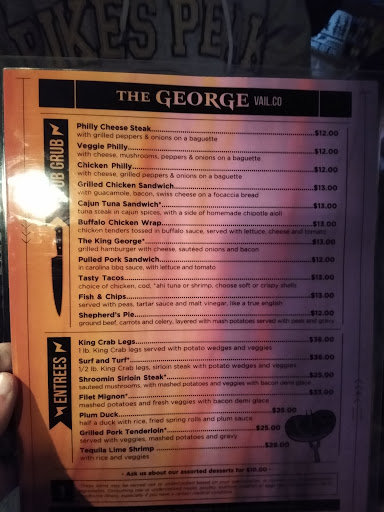 PIKES PEAK
THE GEORGE VAIL.CO
PUB GRUB
Philly Cheese Steak $12.00
with grilled peppers & onions on a baguette
Veggie Philly $12.00
with cheese, mushrooms, peppers & onions on a baguette
Chicken Philly $12.00
with cheese, grilled peppers & onions on a baguette
Grilled Chicken Sandwich $13.00
with guacamole, bacon, swiss cheese on a focaccia bread
Cajun Tuna Sandwich* $13.00
tuna steak in cajun spices, with a side of homemade chipotle aioli
Buffalo Chicken Wrap $13.00
chicken tenders tossed in buffalo sauce, served with lettuce, cheese and tomato
The King George* $13.00
grilled hamburger with cheese, sautéed onions and bacon
Pulled Pork Sandwich $12.00
in carolina bbq sauce, with lettuce and tomato
Tasty Tacos $13.00
choice of chicken, cod, *ahi tuna or shrimp, choose soft or crispy shells
Fish & Chips $13.00
served with peas, tartar sauce and malt vinegar, like a true english
Shepherd's Pie $12.00
ground beef, carrots and celery, layered with mash potatoes served with peas and gravy
ENTREES
King Crab Legs $36.00
1 lb. King Crab legs served with potato wedges and veggies
Surf and Turf* $36.00
1/2 lb. King Crab legs, sirloin steak with potato wedges and veggies
Shroomin Sirloin Steak* $25.00
sautéed mushrooms, with mashed potatoes and veggies with bacon demi glace
Filet Mignon* $33.00
mashed potatoes and fresh veggies with bacon demi glaze
Plum Duck $29.00
half a duck with rice, fried spring rolls and plum sauce
Grilled Pork Tenderloin* $25.00
served with veggies, mashed potatoes and gravy
Tequila Lime Shrimp $28.00
with rice and veggies
- Ask us about our assorted desserts for $10.00 -